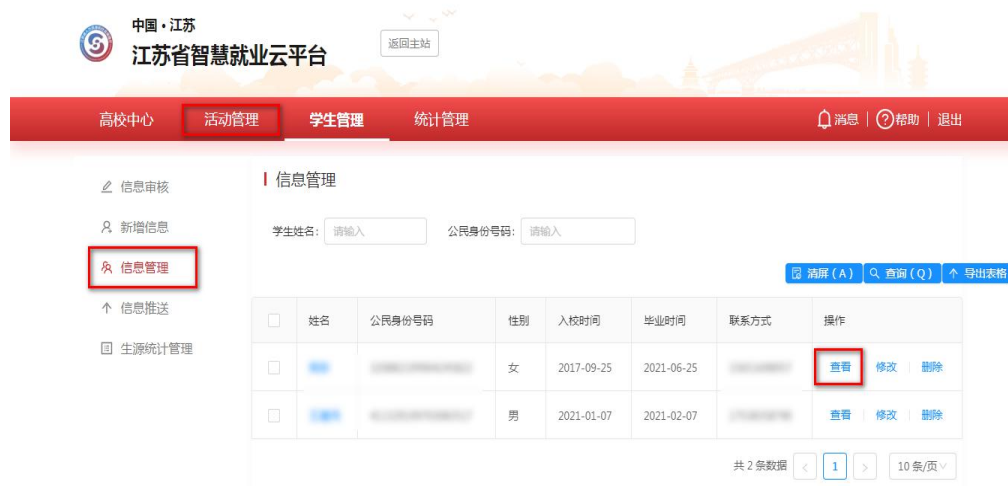 中国·江苏
江苏省智慧就业云平台
返回主站
高校中心 活动管理 学生管理 统计管理 消息 帮助 退出
信息审核
新增信息
信息管理
信息推送
生源统计管理
信息管理
学生姓名: 请输入 公民身份号码: 请输入
清屏(A) 查询(Q) 导出表格
姓名 公民身份号码 性别 入校时间 毕业时间 联系方式 操作
女 2017-09-25 2021-06-25 查看 修改 删除
男 2021-01-07 2021-02-07 查看 修改 删除
共2条数据 < 1 > 10条/页